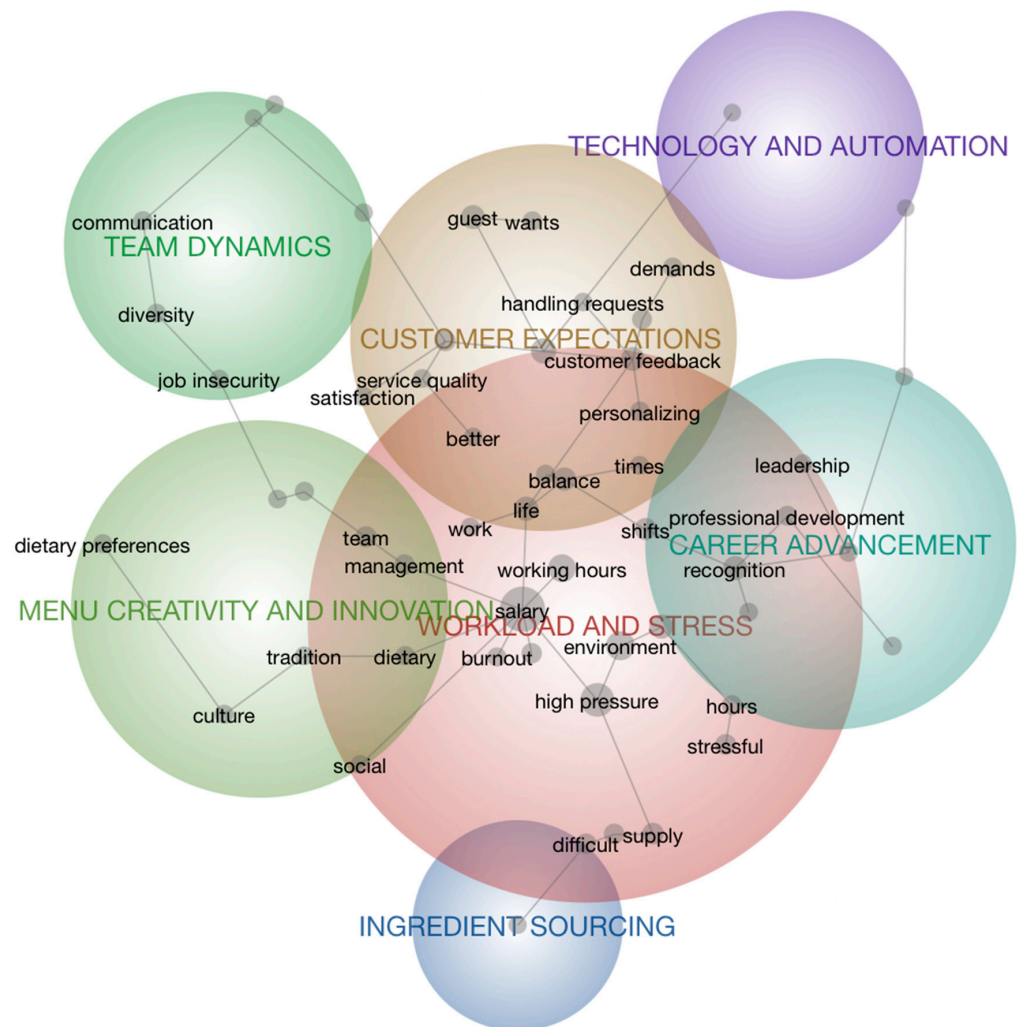 TECHNOLOGY AND AUTOMATION
communication
guest
wants
TEAM DYNAMICS
demands
handling requests
diversity
CUSTOMER EXPECTATIONS
customer feedback
job insecurity
service quality
satisfaction
personalizing
better
times
leadership
balance
life
professional development
work
shifts
team
dietary preferences
CAREER ADVANCEMENT
management
working hours
recognition
MENU CREATIVITY AND INNOVATION
salary
WORKLOAD AND STRESS
environment
tradition
dietary
burnout
high pressure
hours
culture
stressful
social
supply
difficult
INGREDIENT SOURCING